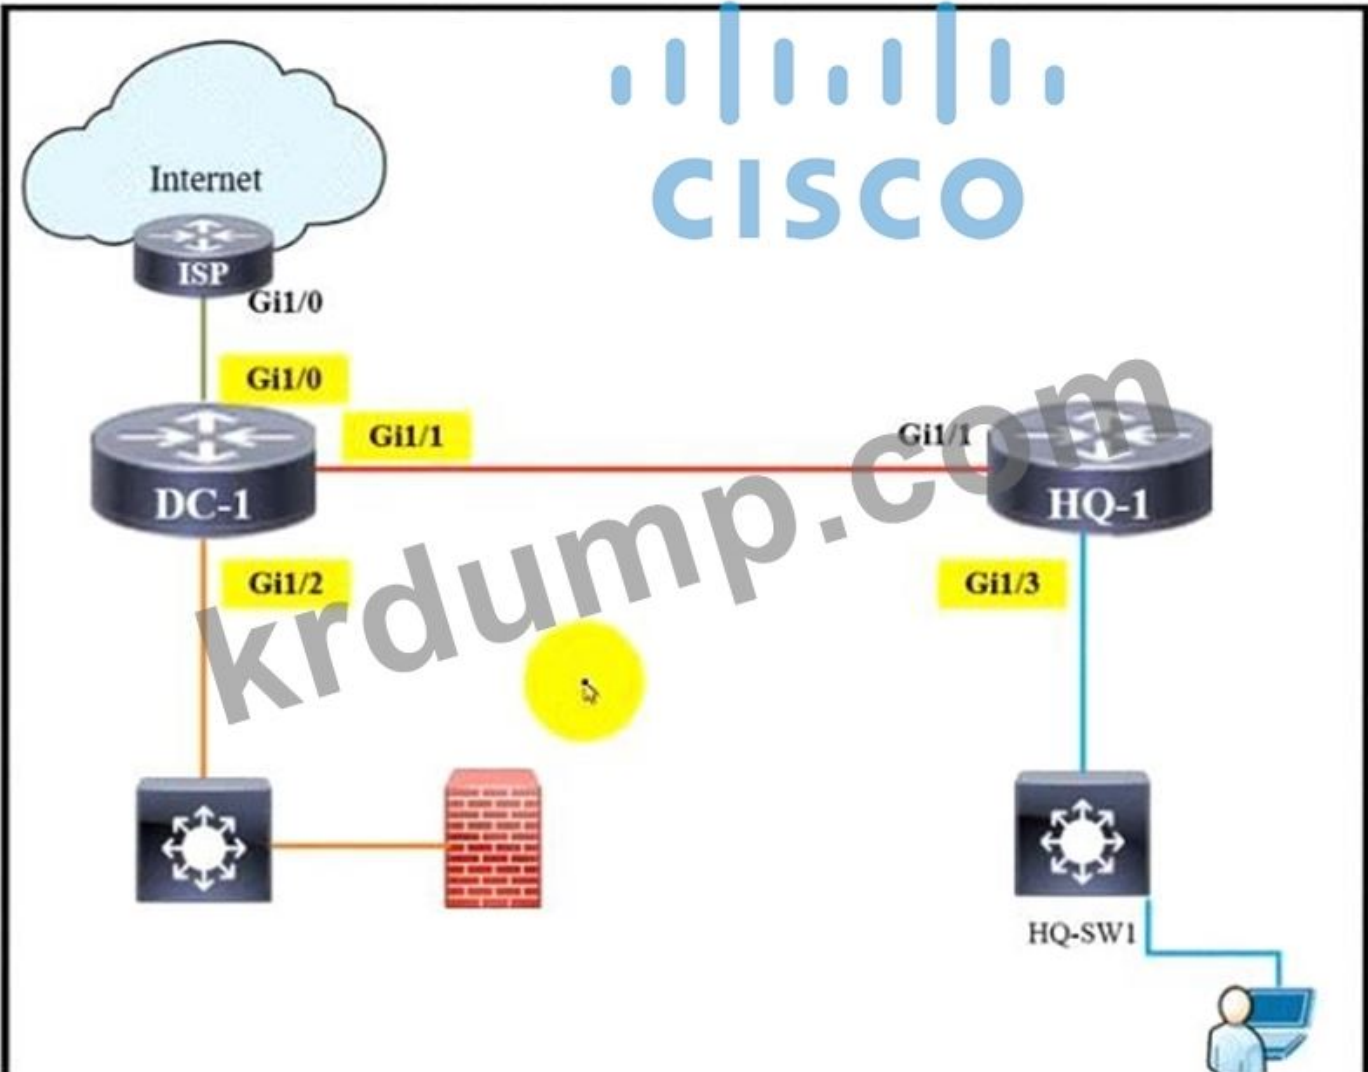 CISCO
Internet
ISP
Gi1/0
Gi1/0
Gi1/1
Gi1/1
DC-1
HQ-1
Gi1/2
Gi1/3
krdump.com
HQ-SW1